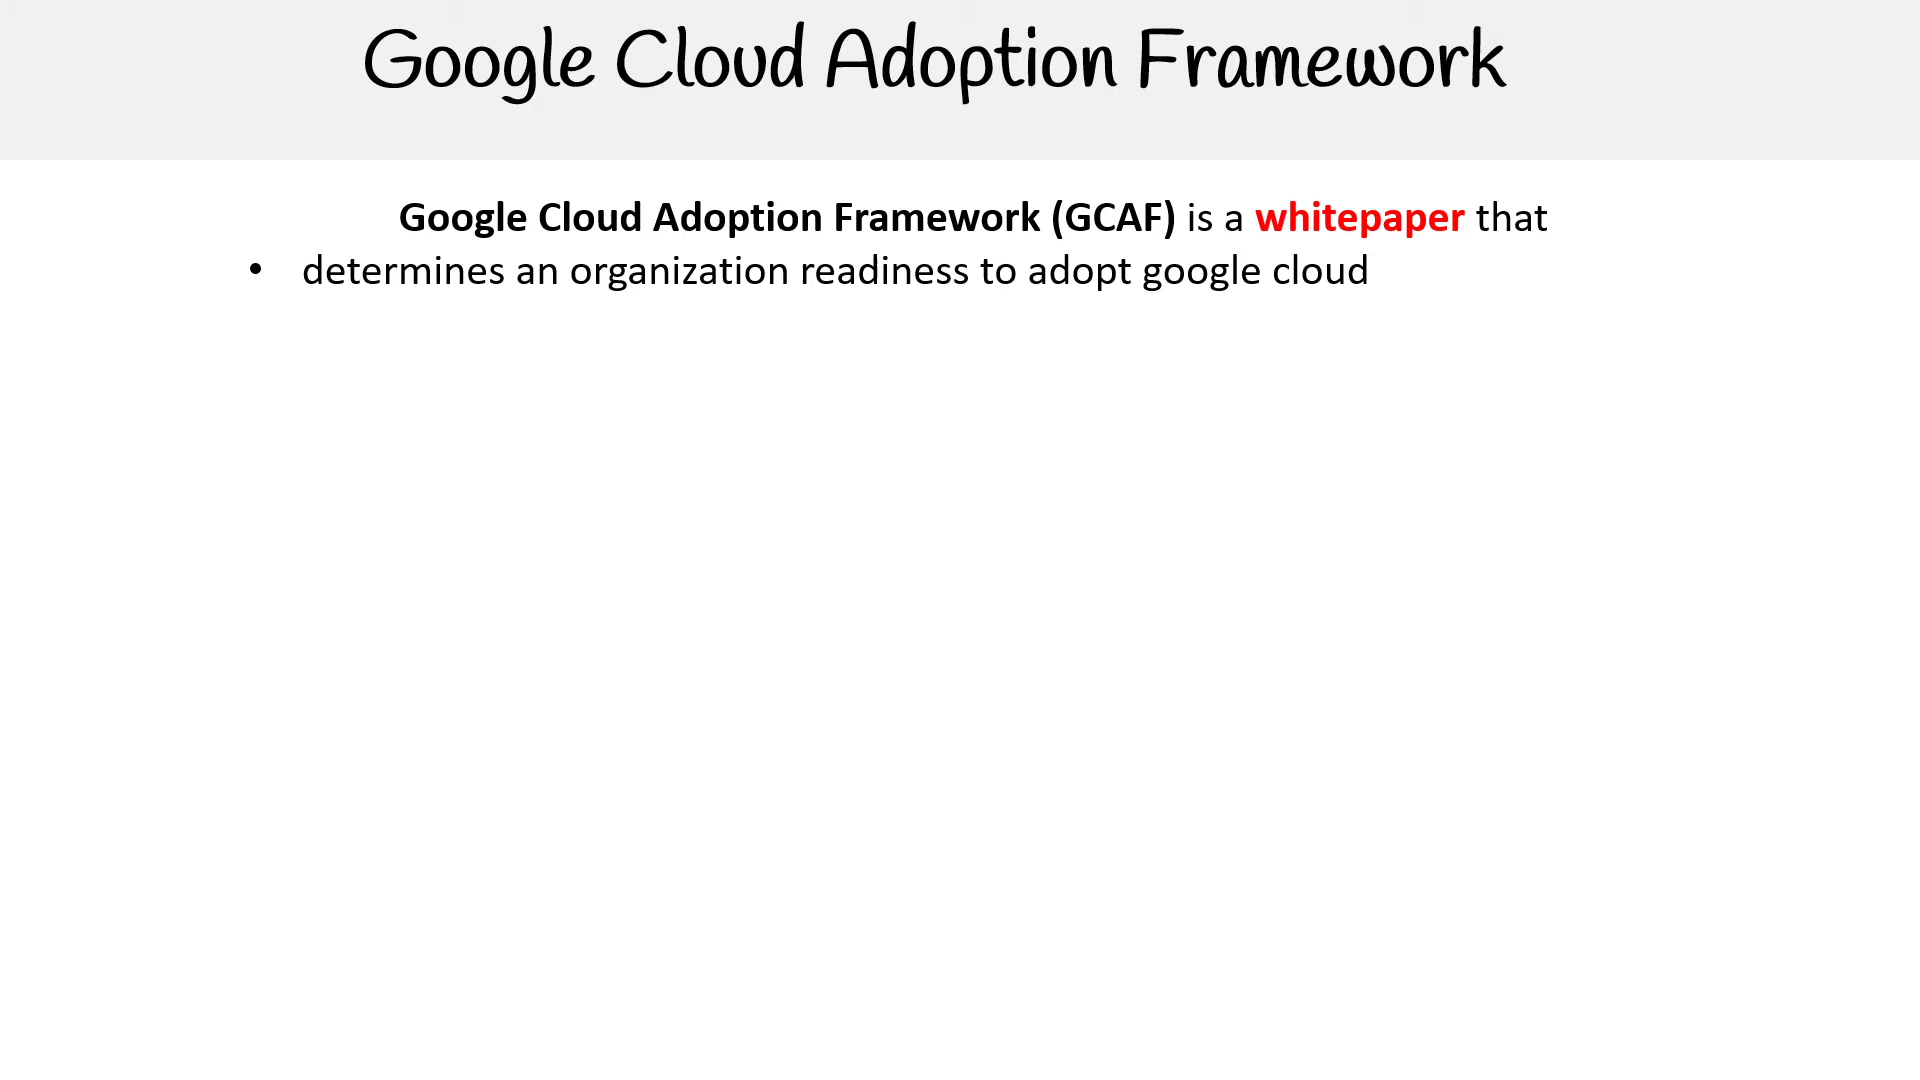 Google Cloud Adoption Framework
Google Cloud Adoption Framework (GCAF) is a whitepaper that
• determines an organization readiness to adopt google cloud